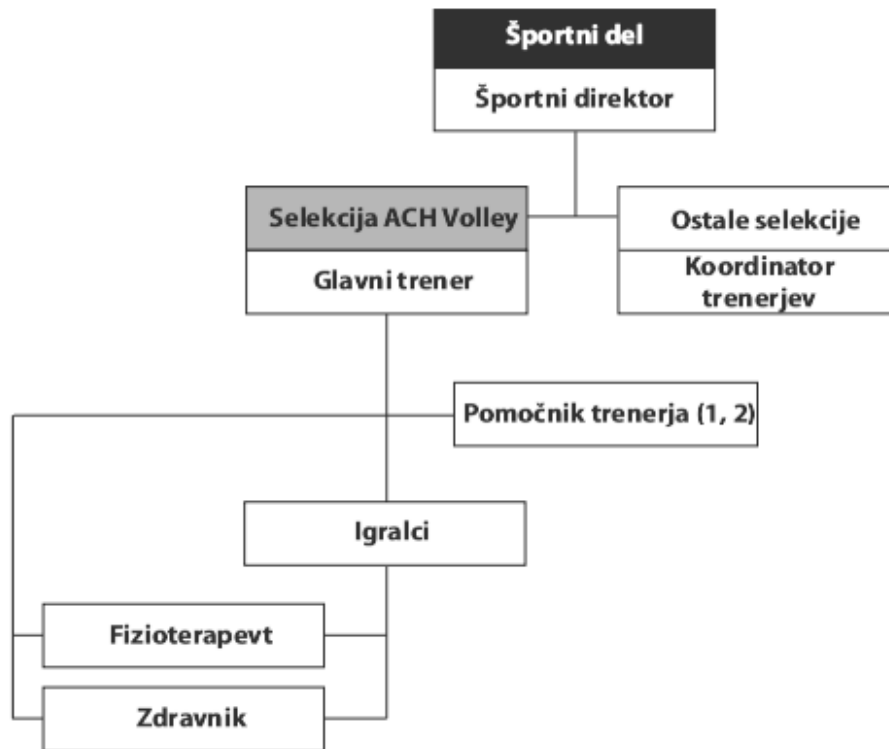 Športni del
Športni direktor
Selekcija ACH Volley
Glavni trener
Ostale selekcije
Koordinator
trenerjev
Pomočnik trenerja (1, 2)
Igralci
Fizioterapevt
Zdravnik